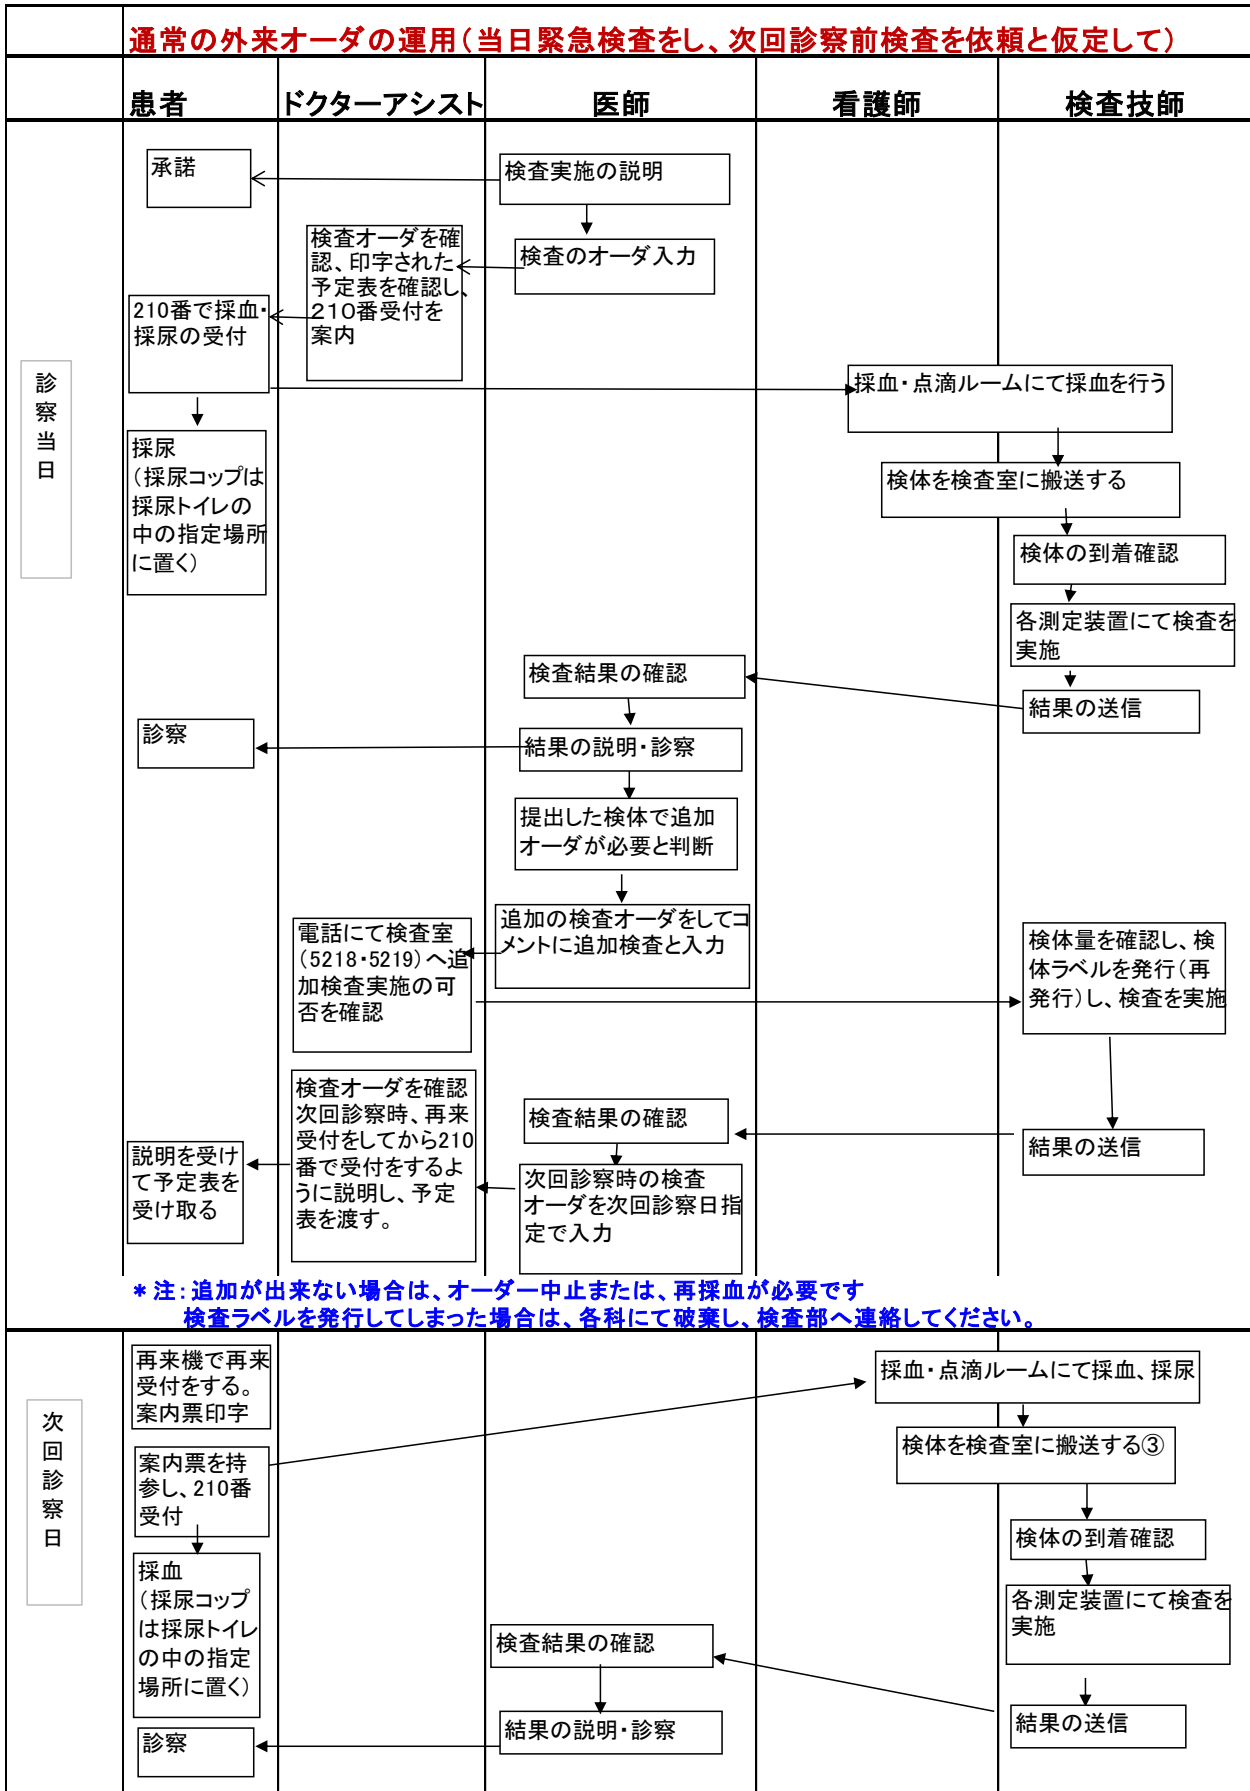 通常の外来オーダの運用(当日緊急検査をし、次回診察前検査を依頼と仮定して)
患者
ドクターアシスト
医師
看護師
検査技師
診察当日
承諾
検査実施の説明
検査オーダを確
認、印字された
予定表を確認し、
210番受付を
案内
検査のオーダ入力
210番で採血・
採尿の受付
採血・点滴ルームにて採血を行う
採尿
(採尿コップは
採尿トイレの
中の指定場所
に置く)
検体を検査室に搬送する
検体の到着確認
各測定装置にて検査を
実施
検査結果の確認
結果の送信
診察
結果の説明・診察
提出した検体で追加
オーダが必要と判断
追加の検査オーダをしてコ
メントに追加検査と入力
電話にて検査室
(5218・5219)へ追
加検査実施の可
否を確認
検体量を確認し、検
体ラベルを発行(再
発行)し、検査を実施
検査オーダを確認
次回診察時、再来
受付をしてから210
番で受付をするよ
うに説明し、予定
表を渡す。
検査結果の確認
結果の送信
説明を受け
て予定表を
受け取る
次回診察時の検査
オーダを次回診察日指
定で入力
*注:追加が出来ない場合は、オーダー中止または、再採血が必要です
検査ラベルを発行してしまった場合は、各科にて破棄し、検査部へ連絡してください。
次回診察日
再来機で再来
受付をする。
案内票印字
採血・点滴ルームにて採血、採尿
案内票を持
参し、210番
受付
検体を検査室に搬送する③
検体の到着確認
採血
(採尿コップ
は採尿トイレ
の中の指定
場所に置く)
各測定装置にて検査を
実施
検査結果の確認
結果の送信
結果の説明・診察
診察